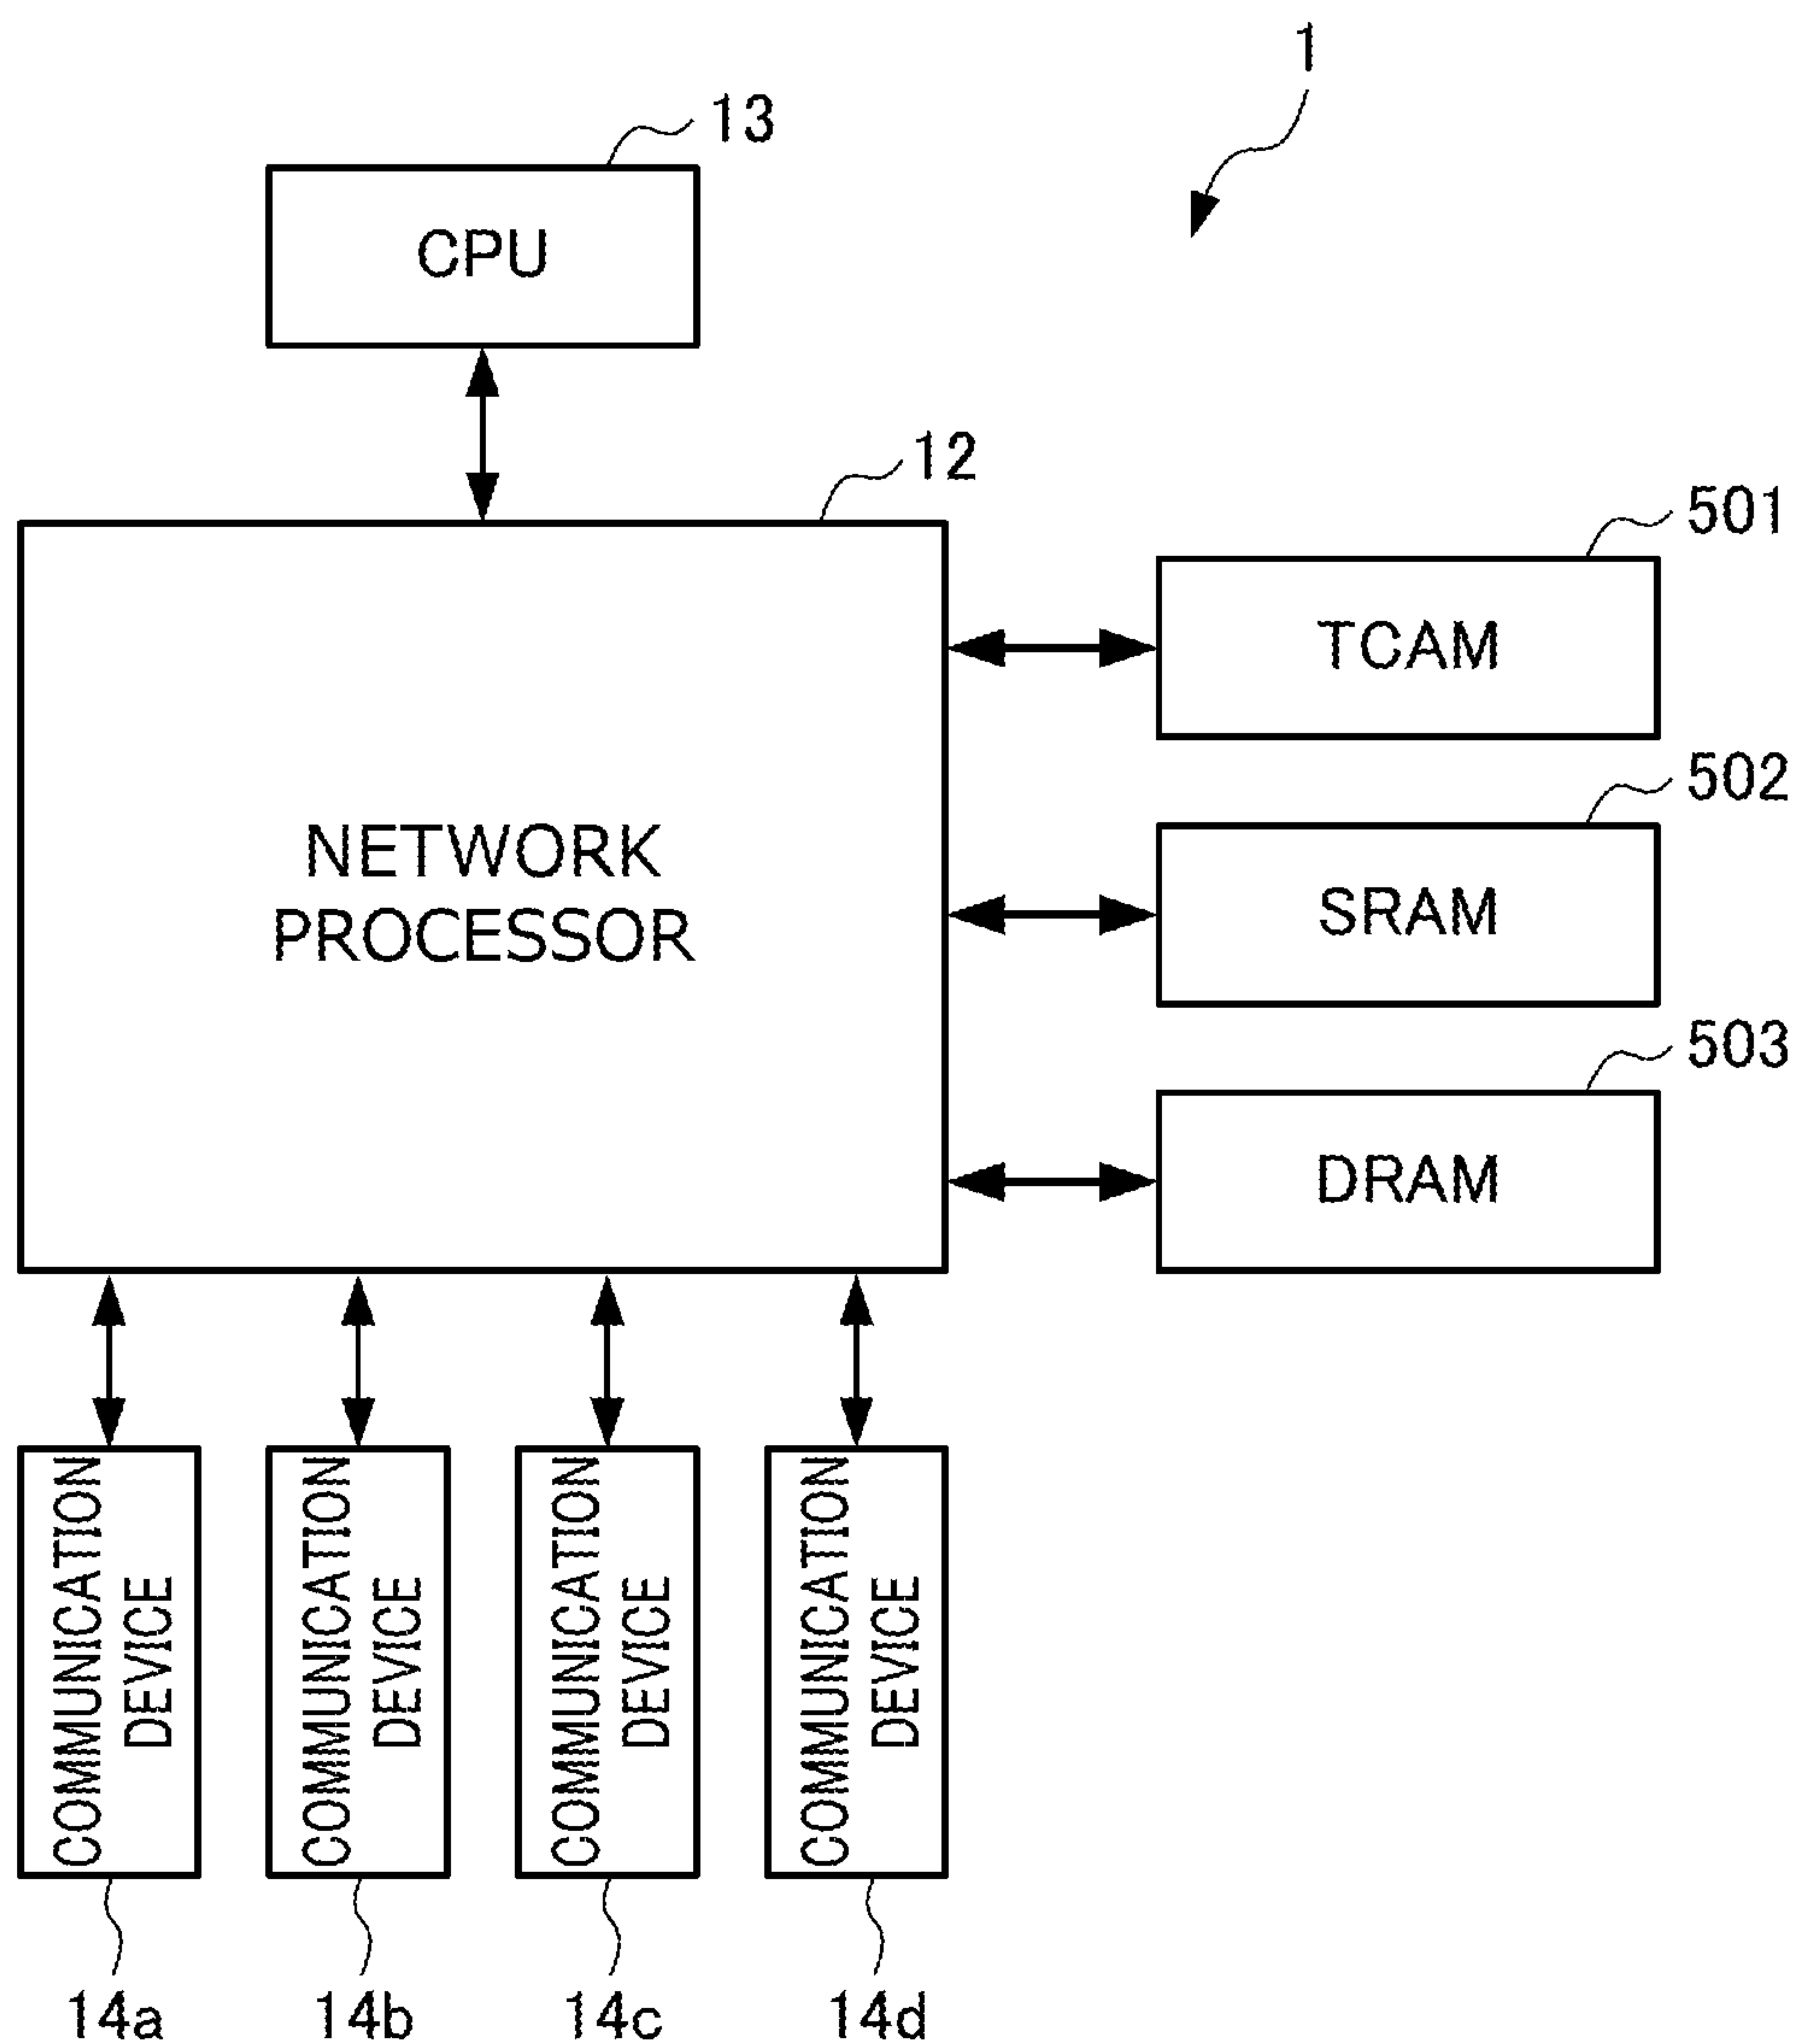 1
13
CPU
12
501
TCAM
502
NETWORK
PROCESSOR
SRAM
503
DRAM
COMMUNICATION
DEVICE
COMMUNICATION
DEVICE
COMMUNICATION
DEVICE
COMMUNICATION
DEVICE
14a
14b
14c
14d